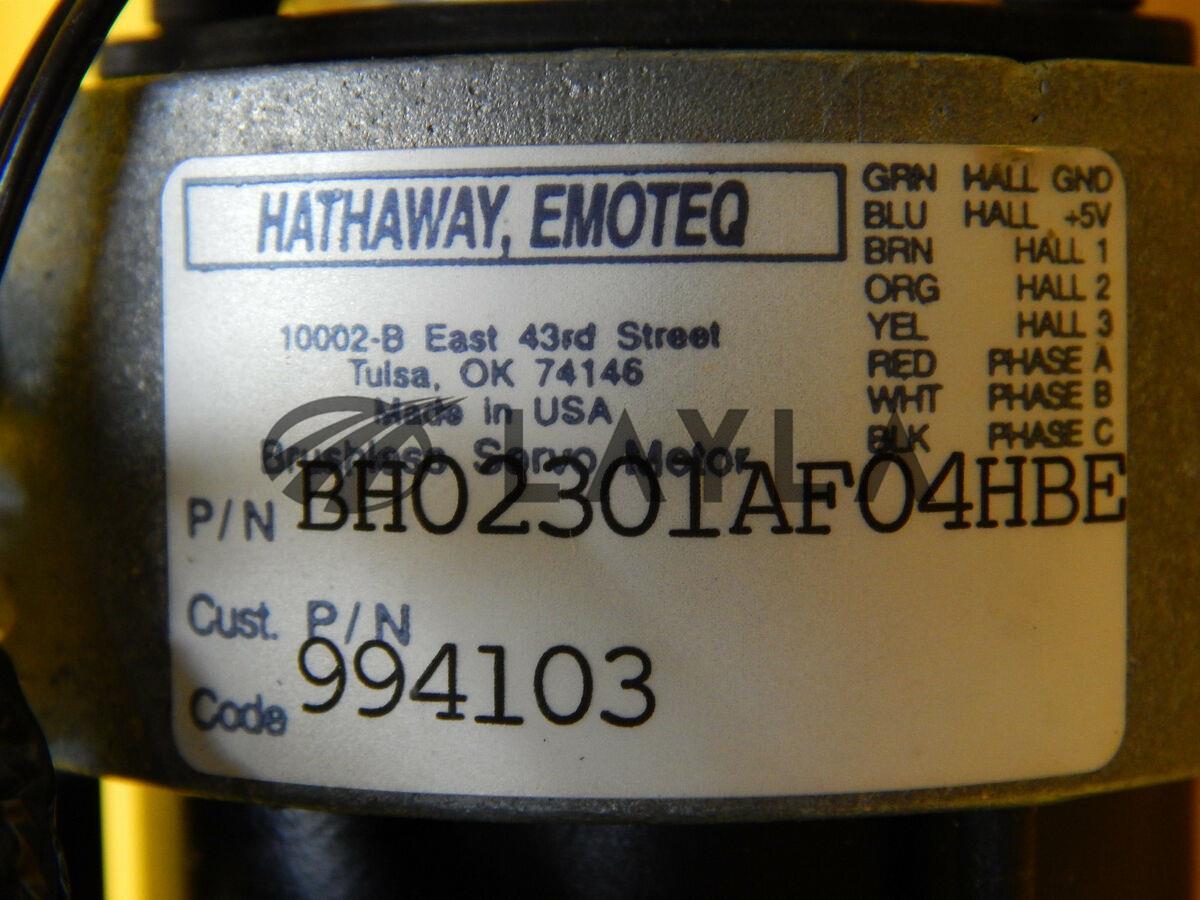 HATHAWAY, EMOTEQ
10002-B East 43rd Street
Tulsa, OK 74146
Made in USA
Brushless Servo Motor
P/N BH02301AF04HBE
Cust. P/N
Code 994103
GRN HALL GND
BLU HALL +5V
BRN HALL 1
ORG HALL 2
YEL HALL 3
RED PHASE A
WHT PHASE B
BLK PHASE C
LAYLA